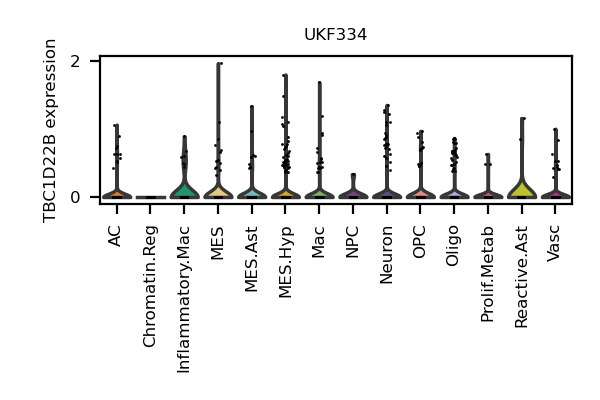 UKF334
TBC1D22B expression
2
0
AC
Chromatin.Reg
Inflammatory.Mac
MES
MES.Ast
MES.Hyp
Mac
NPC
Neuron
OPC
Oligo
Prolif.Metab
Reactive.Ast
Vasc